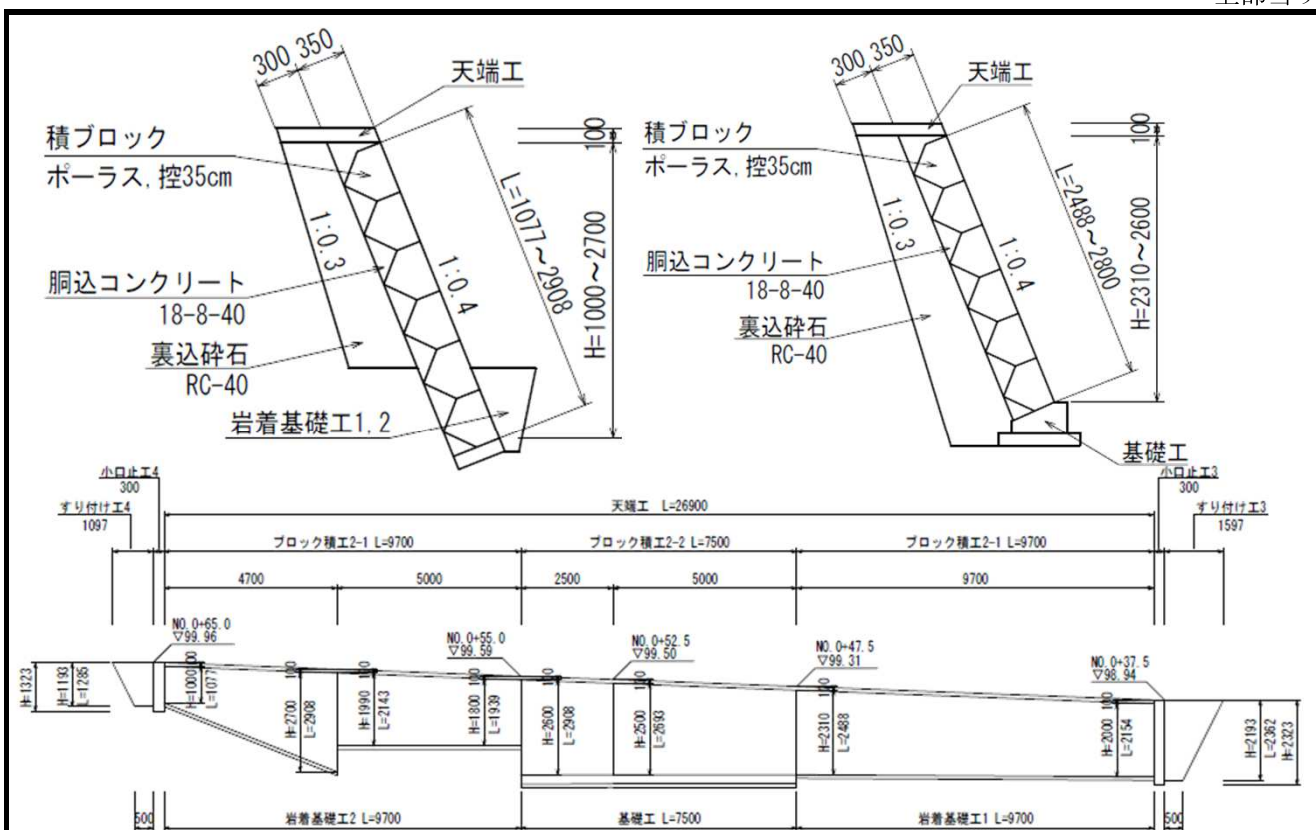 300 350
天端工
積ブロック
ポーラス,控35cm
1:0.3
胴込コンクリート
18-8-40
裏込砕石
RC-40
1:0.4
L=1077～2908
100
H=1000～2700
岩着基礎工1,2
300 350
天端工
積ブロック
ポーラス,控35cm
1:0.3
胴込コンクリート
18-8-40
裏込砕石
RC-40
1:0.4
L=2488～2800
100
H=2310～2600
基礎工
小口止工4
300
すり付け工4
1097
天端工 L=26900
小口止工3
300
すり付け工3
1597
ブロック積工2-1 L=9700
ブロック積工2-2 L=7500
ブロック積工2-1 L=9700
4700
5000
2500
5000
9700
NO.0+65.0
▽99.96
NO.0+55.0
▽99.59
NO.0+52.5
▽99.50
NO.0+47.5
▽99.31
NO.0+37.5
▽98.94
H=1323
H=1193
L=1285
100
H=1000
L=1077
100
H=2700
L=2908
100
H=1990
L=2143
100
H=1800
L=1939
100
H=2600
L=2908
100
H=2500
L=2693
100
H=2310
L=2488
100
H=2000
L=2154
H=2193
L=2362
H=2323
500
岩着基礎工2 L=9700
基礎工 L=7500
岩着基礎工1 L=9700
500